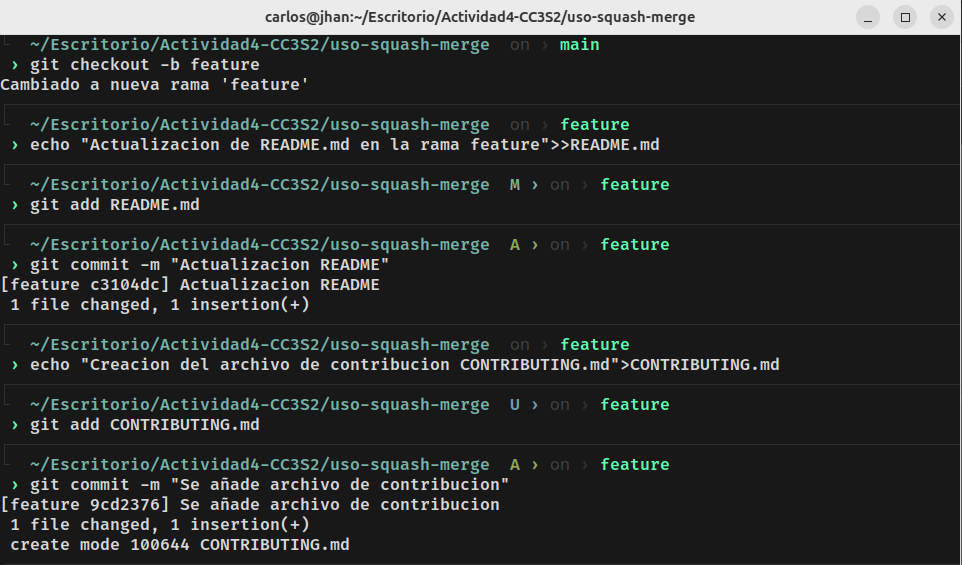 carlos@jhan:~/Escritorio/Actividad4-CC3S2/uso-squash-merge
~/Escritorio/Actividad4-CC3S2/uso-squash-merge on › main
› git checkout -b feature
Cambiado a nueva rama 'feature'
~/Escritorio/Actividad4-CC3S2/uso-squash-merge on › feature
› echo "Actualizacion de README.md en la rama feature">>README.md
~/Escritorio/Actividad4-CC3S2/uso-squash-merge M › on › feature
› git add README.md
~/Escritorio/Actividad4-CC3S2/uso-squash-merge A › on › feature
› git commit -m "Actualizacion README"
[feature c3104dc] Actualizacion README
1 file changed, 1 insertion(+)
~/Escritorio/Actividad4-CC3S2/uso-squash-merge on › feature
› echo "Creacion del archivo de contribucion CONTRIBUTING.md">CONTRIBUTING.md
~/Escritorio/Actividad4-CC3S2/uso-squash-merge U › on › feature
› git add CONTRIBUTING.md
~/Escritorio/Actividad4-CC3S2/uso-squash-merge A › on › feature
› git commit -m "Se añade archivo de contribucion"
[feature 9cd2376] Se añade archivo de contribucion
1 file changed, 1 insertion(+)
create mode 100644 CONTRIBUTING.md